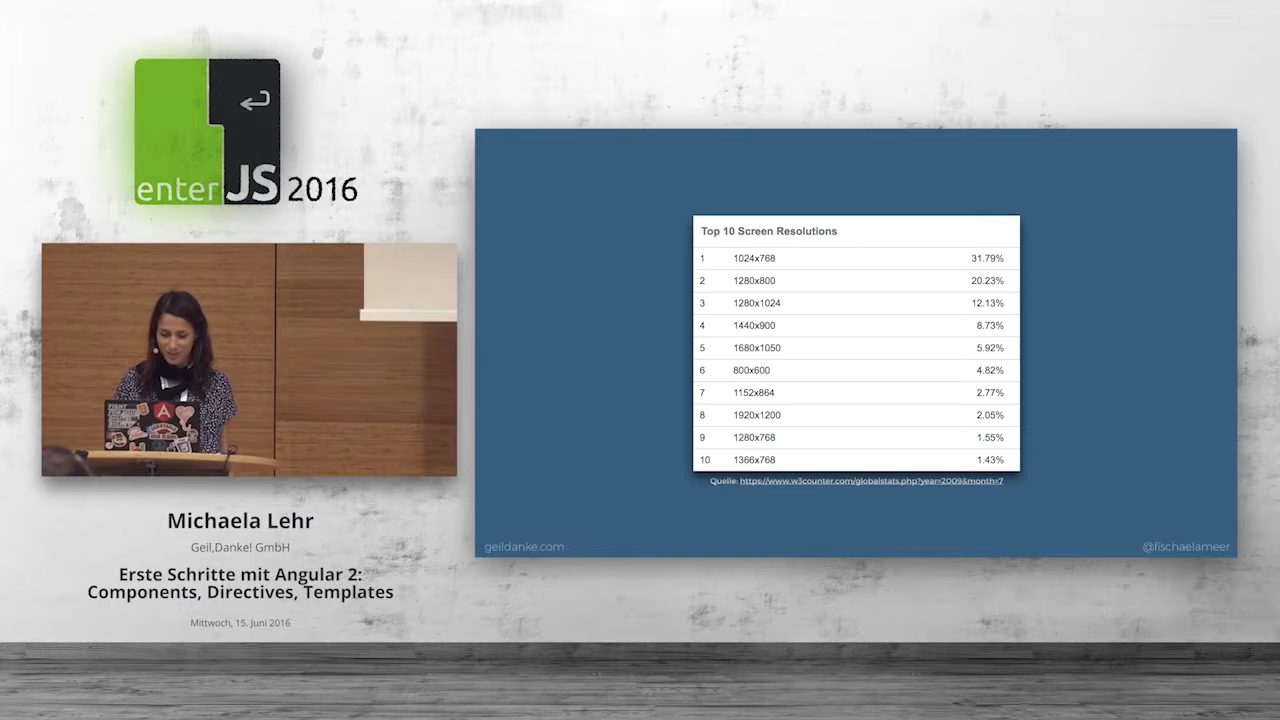 enterJS 2016
Michaela Lehr
Geil,Danke! GmbH
Erste Schritte mit Angular 2:
Components, Directives, Templates
Mittwoch, 15. Juni 2016
Top 10 Screen Resolutions
1 1024x768 31.79%
2 1280x800 20.23%
3 1280x1024 12.13%
4 1440x900 8.73%
5 1680x1050 5.92%
6 800x600 4.82%
7 1152x864 2.77%
8 1920x1200 2.05%
9 1280x768 1.55%
10 1366x768 1.43%
Quelle: https://www.w3counter.com/globalstats.php?year=2009&month=7
geildanke.com
@fischaelameer